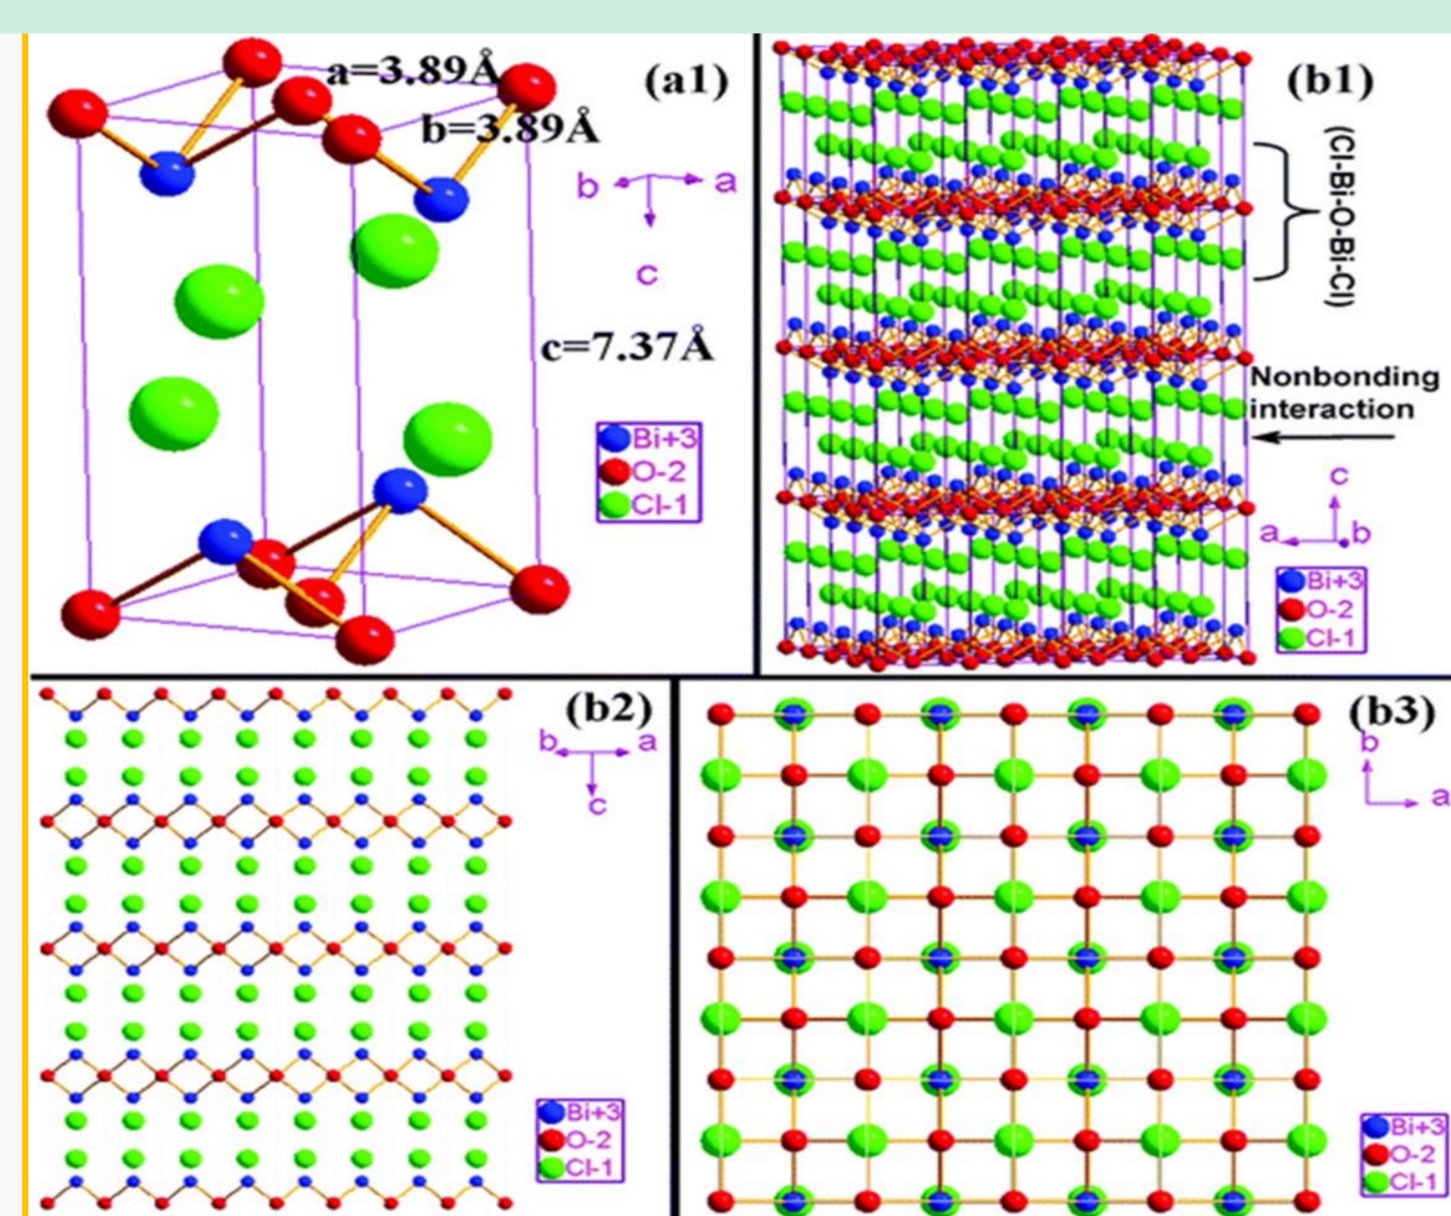 (a1)
a=3.89Å
b=3.89Å
b
a
c
c=7.37Å
Bi+3
O-2
Cl-1
(b1)
(Cl-Bi-O-Bi-Cl)
Nonbonding
interaction
c
a
b
Bi+3
O-2
Cl-1
(b2)
b
a
c
Bi+3
O-2
Cl-1
(b3)
b
a
Bi+3
O-2
Cl-1